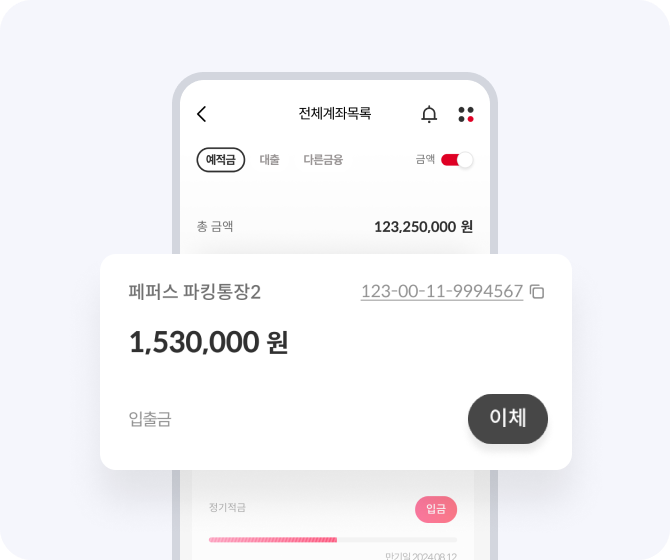 전체계좌목록
예적금 대출 다른금융 금액
총 금액 123,250,000 원
페퍼스 파킹통장2 123-00-11-9994567
1,530,000 원
입출금 이체
정기적금 입금
만기일 2024.08.12